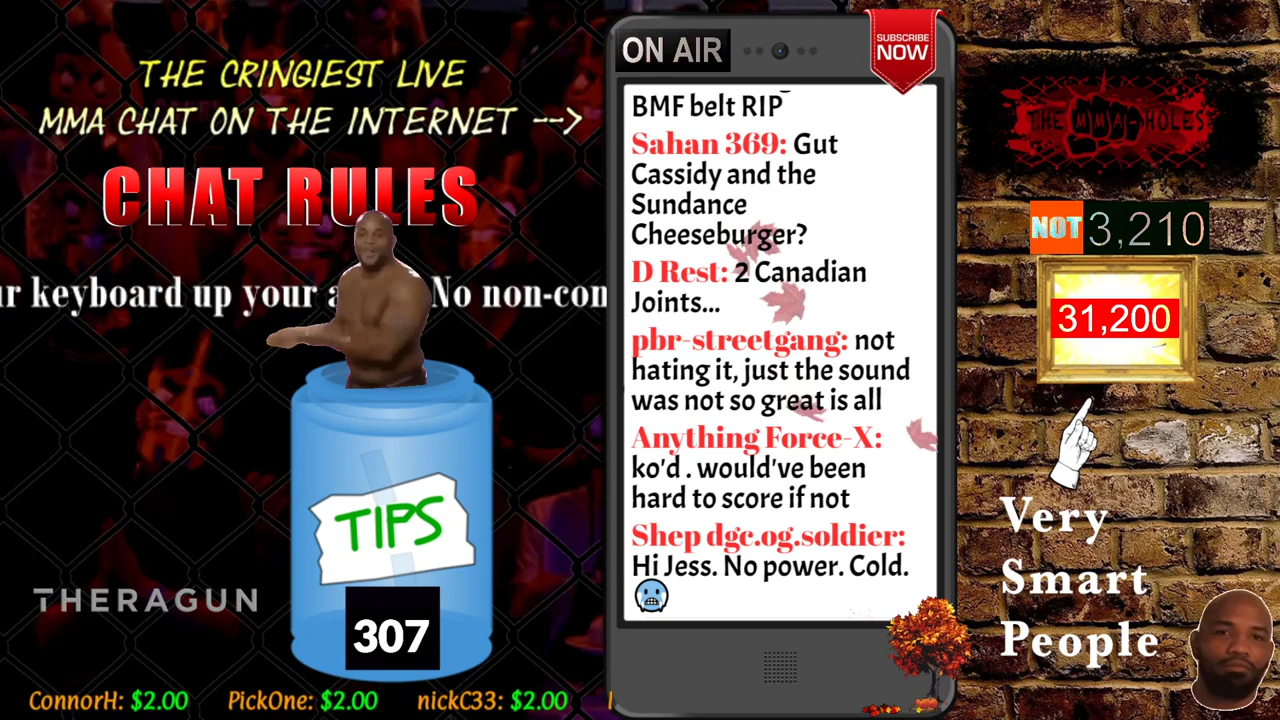 THE CRINGIEST LIVE
MMA CHAT ON THE INTERNET -->
CHAT RULES
keyboard up your
No non-con
TIPS
307
THERAGUN
ConnorH: $2.00 PickOne: $2.00 nickC33: $2.00
ON AIR
SUBSCRIBE
NOW
BMF belt RIP
Sahan 369: Gut
Cassidy and the
Sundance
Cheeseburger?
D Rest: 2 Canadian
Joints...
pbr-streetgang: not
hating it, just the sound
was not so great is all
Anything Force-X:
ko'd . would've been
hard to score if not
Shep dgc.og.soldier:
Hi Jess. No power. Cold.
🥶
THE MMA-HOLES
NOT 3,210
31,200
Very
Smart
People